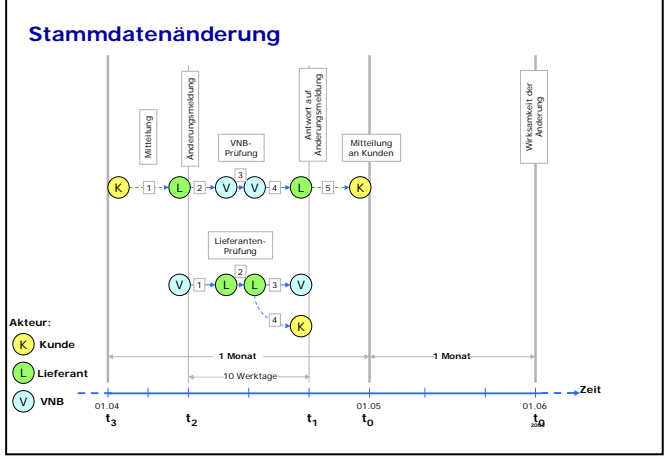 Stammdatenänderung
Mitteilung
Änderungsmeldung
VNB-
Prüfung
Antwort auf
Änderungsmeldung
Mitteilung
an Kunden
Wirksamkeit der
Änderung
K
1
L
2
V
3
V
4
L
5
K
Lieferanten-
Prüfung
V
1
L
2
L
3
V
4
K
Akteur:
K Kunde
L Lieferant
V VNB
1 Monat
1 Monat
10 Werktage
Zeit
01.04
01.05
01.06
t3
t2
t1
t0
t0